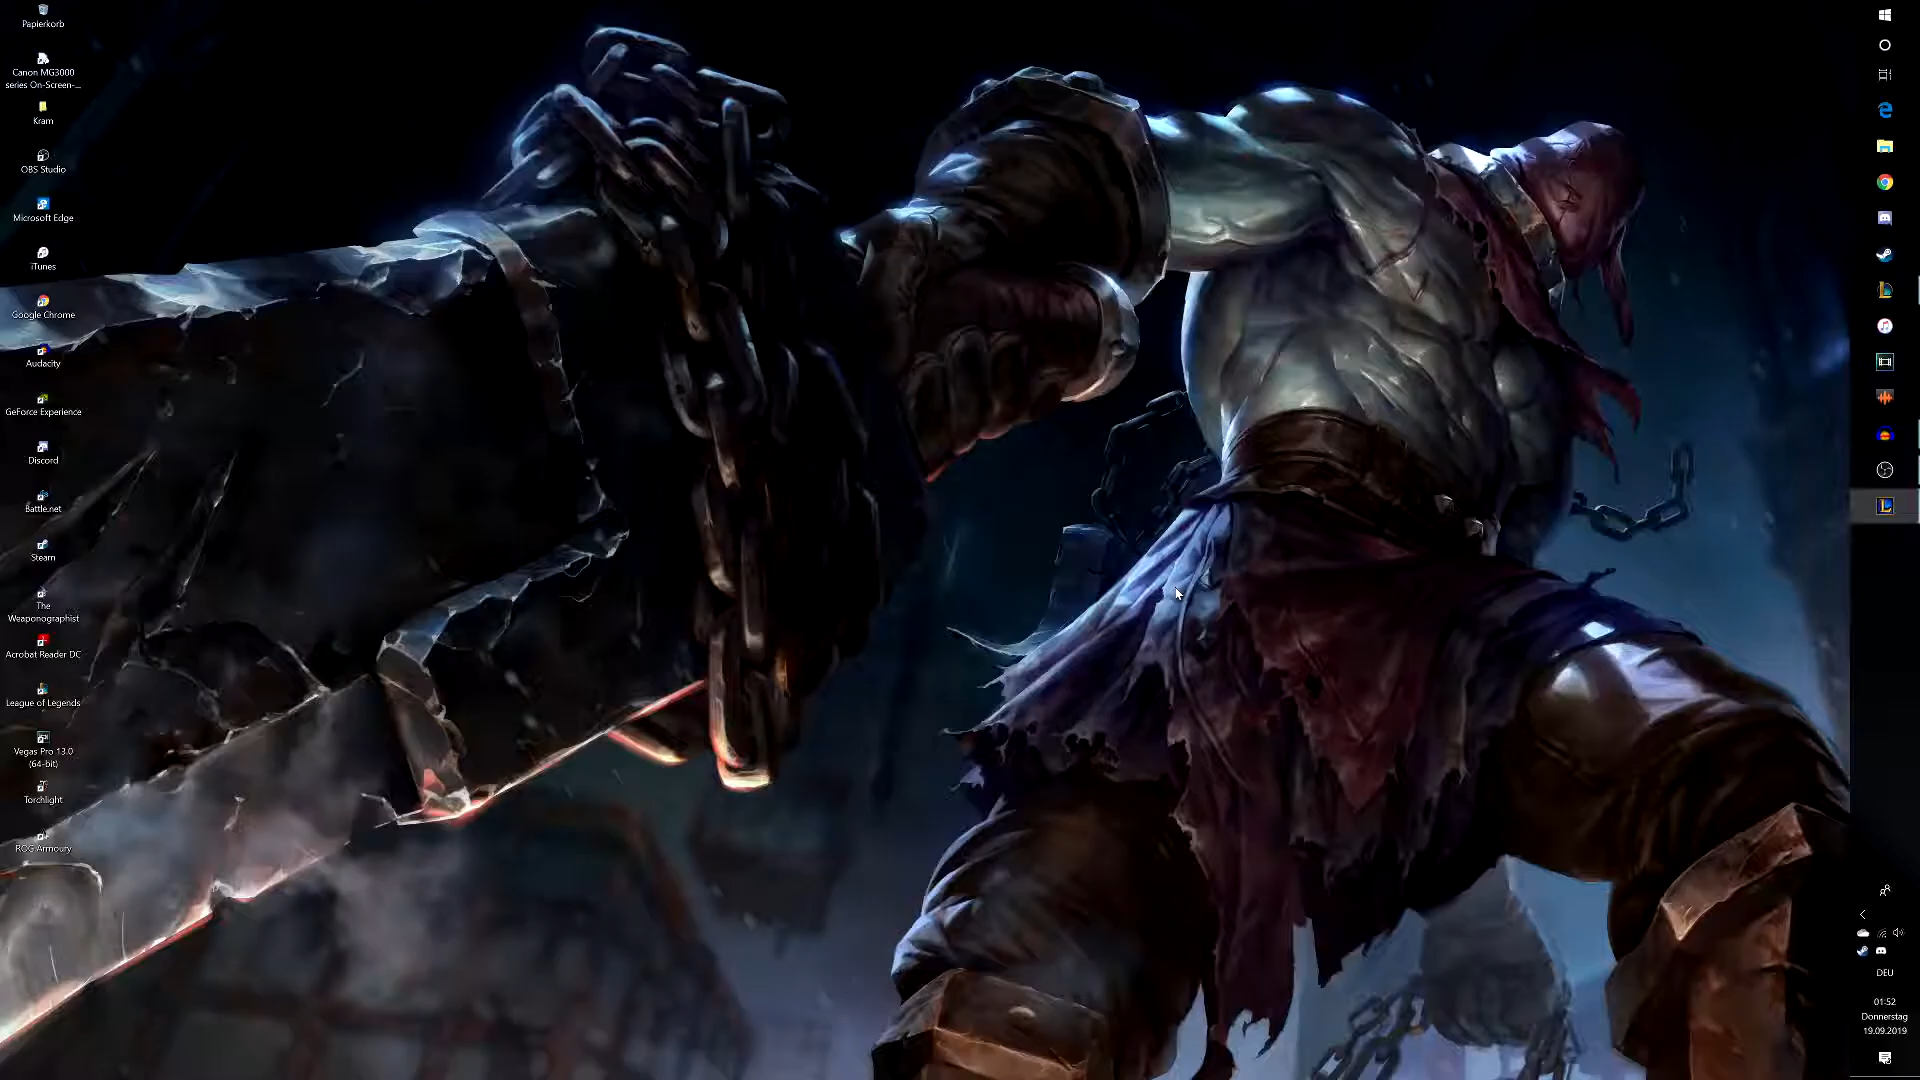 Papierkorb
Canon MG3000
series On-Screen-...
Kram
OBS Studio
Microsoft Edge
iTunes
Google Chrome
Audacity
GeForce Experience
Discord
Battle.net
Steam
The
Weaponographist
Acrobat Reader DC
League of Legends
Vegas Pro 13.0
(64-bit)
Torchlight
ROG Armoury
DEU
01:52
Donnerstag
19.09.2019